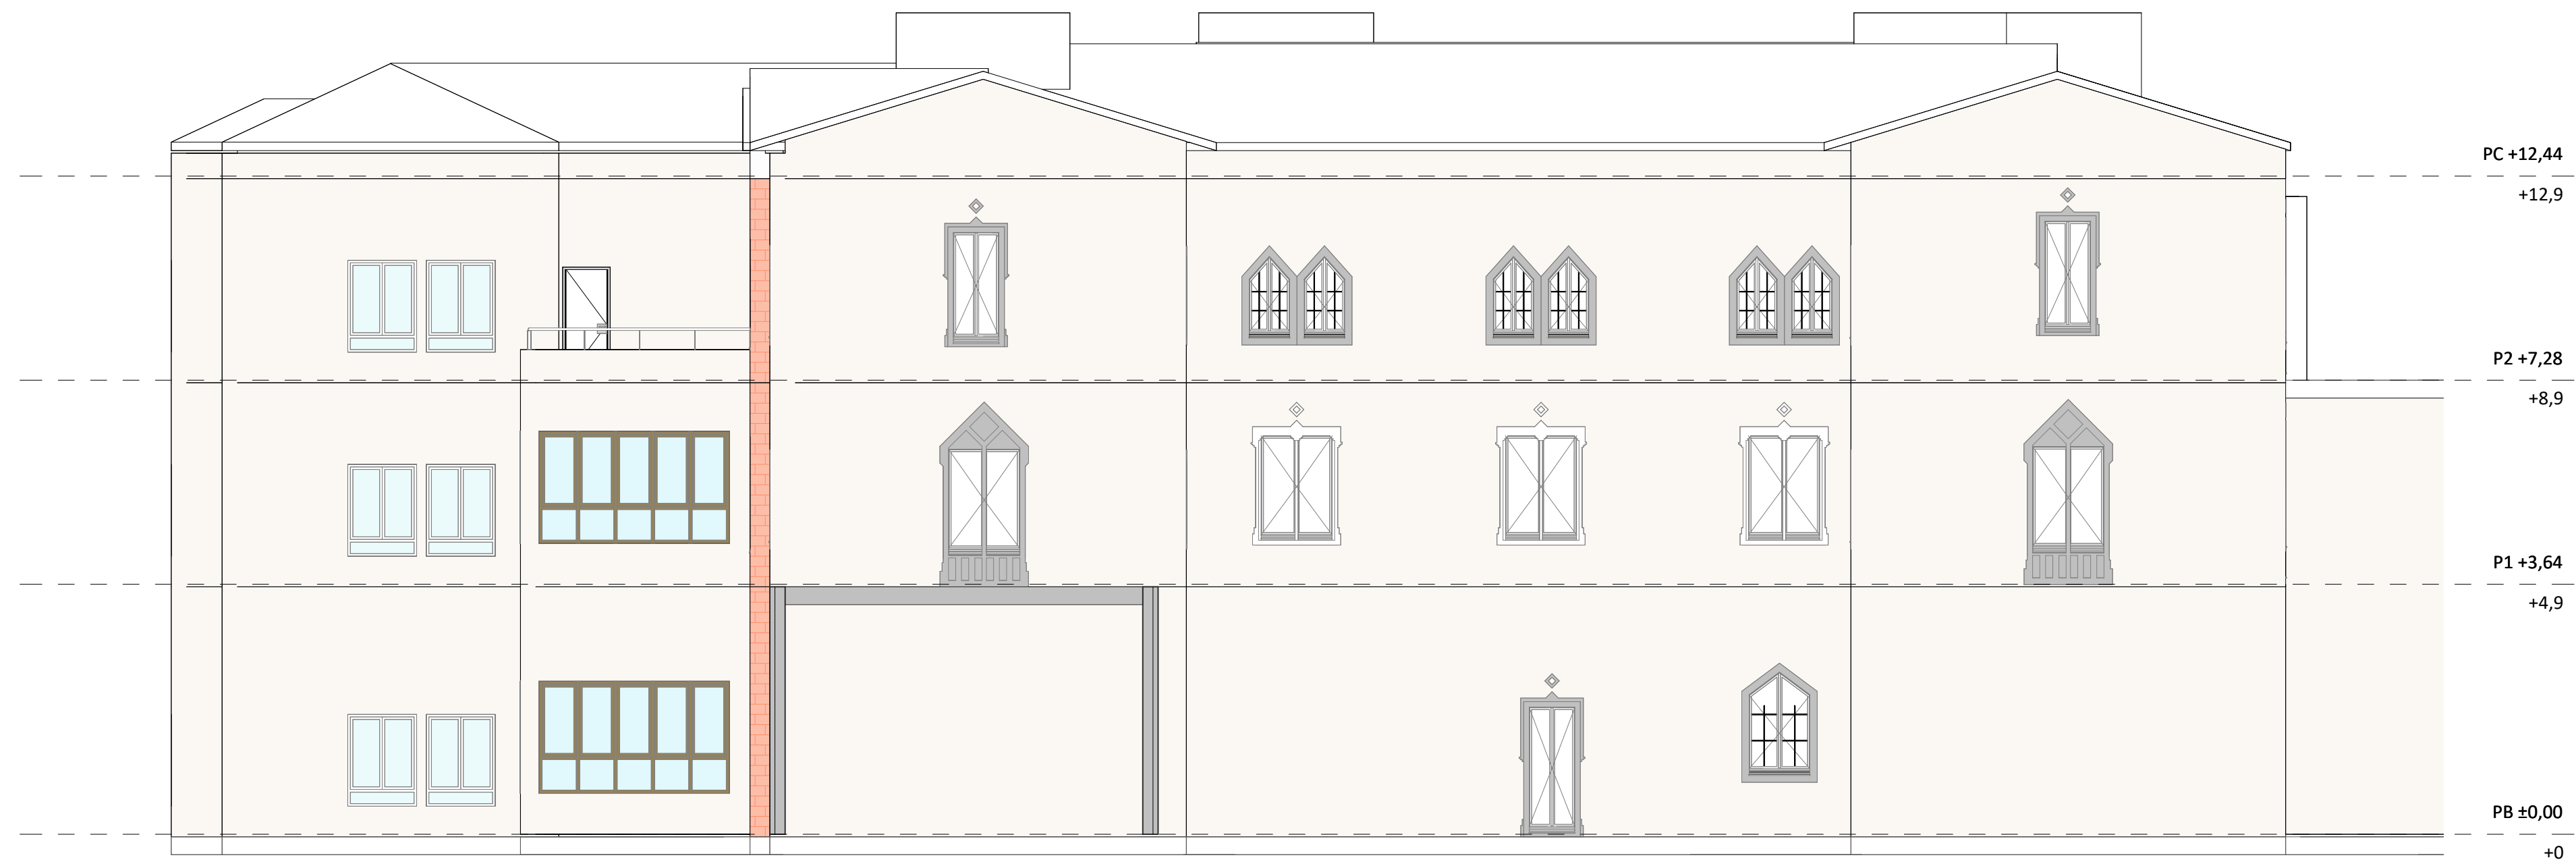 PC +12,44
+12,9
P2 +7,28
+8,9
P1 +3,64
+4,9
PB ±0,00
+0